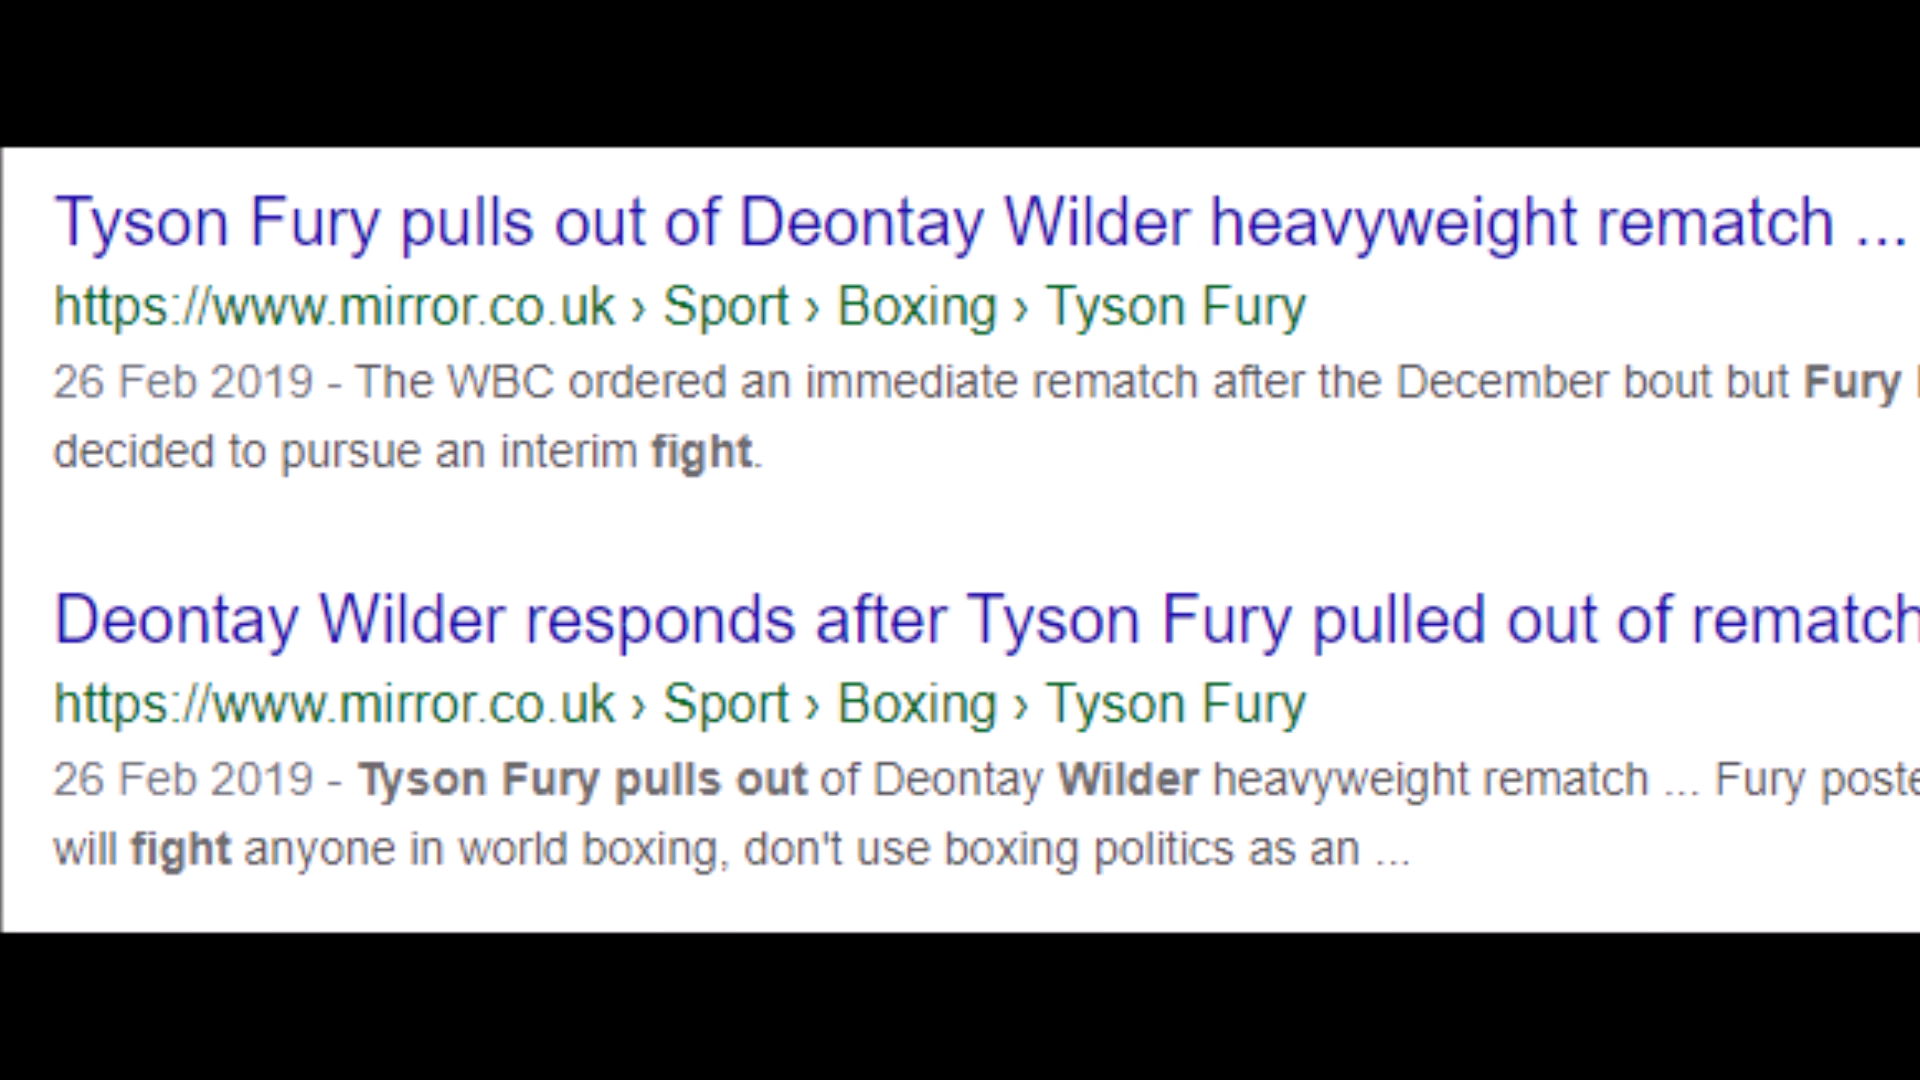 Tyson Fury pulls out of Deontay Wilder heavyweight rematch ...
https://www.mirror.co.uk › Sport › Boxing › Tyson Fury
26 Feb 2019 - The WBC ordered an immediate rematch after the December bout but Fury
decided to pursue an interim fight.
Deontay Wilder responds after Tyson Fury pulled out of rematch
https://www.mirror.co.uk › Sport › Boxing › Tyson Fury
26 Feb 2019 - Tyson Fury pulls out of Deontay Wilder heavyweight rematch ... Fury poste
will fight anyone in world boxing, don't use boxing politics as an ...